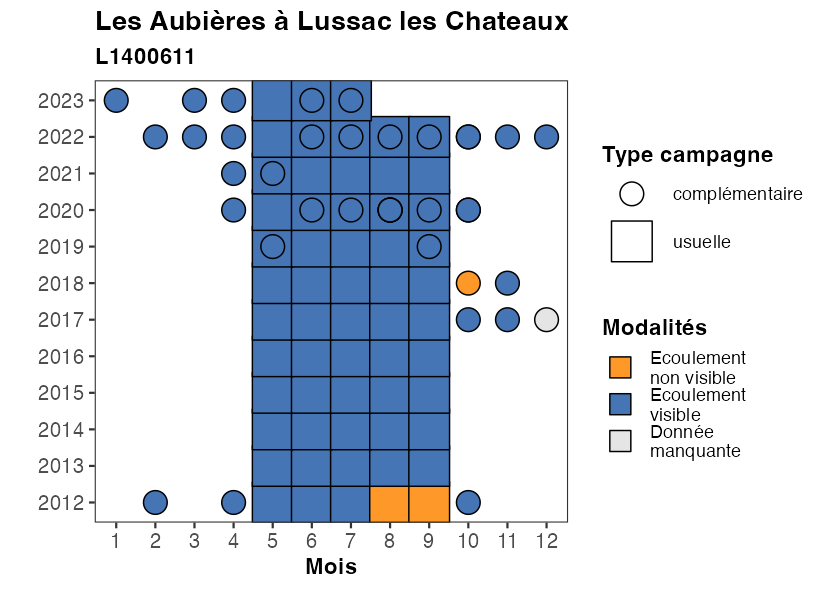 Les Aubières à Lussac les Chateaux
L1400611
2023
2022
2021
2020
2019
2018
2017
2016
2015
2014
2013
2012
1 2 3 4 5 6 7 8 9 10 11 12
Mois
Type campagne
complémentaire
usuelle
Modalités
Ecoulement
non visible
Ecoulement
visible
Donnée
manquante